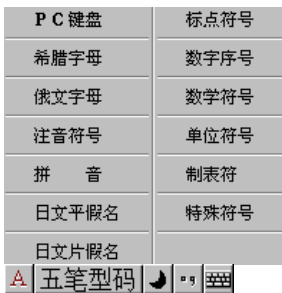 ＰＣ键盘 标点符号
希腊字母 数字序号
俄文字母 数学符号
注音符号 单位符号
拼　音 制表符
日文平假名 特殊符号
日文片假名
A 五笔型码